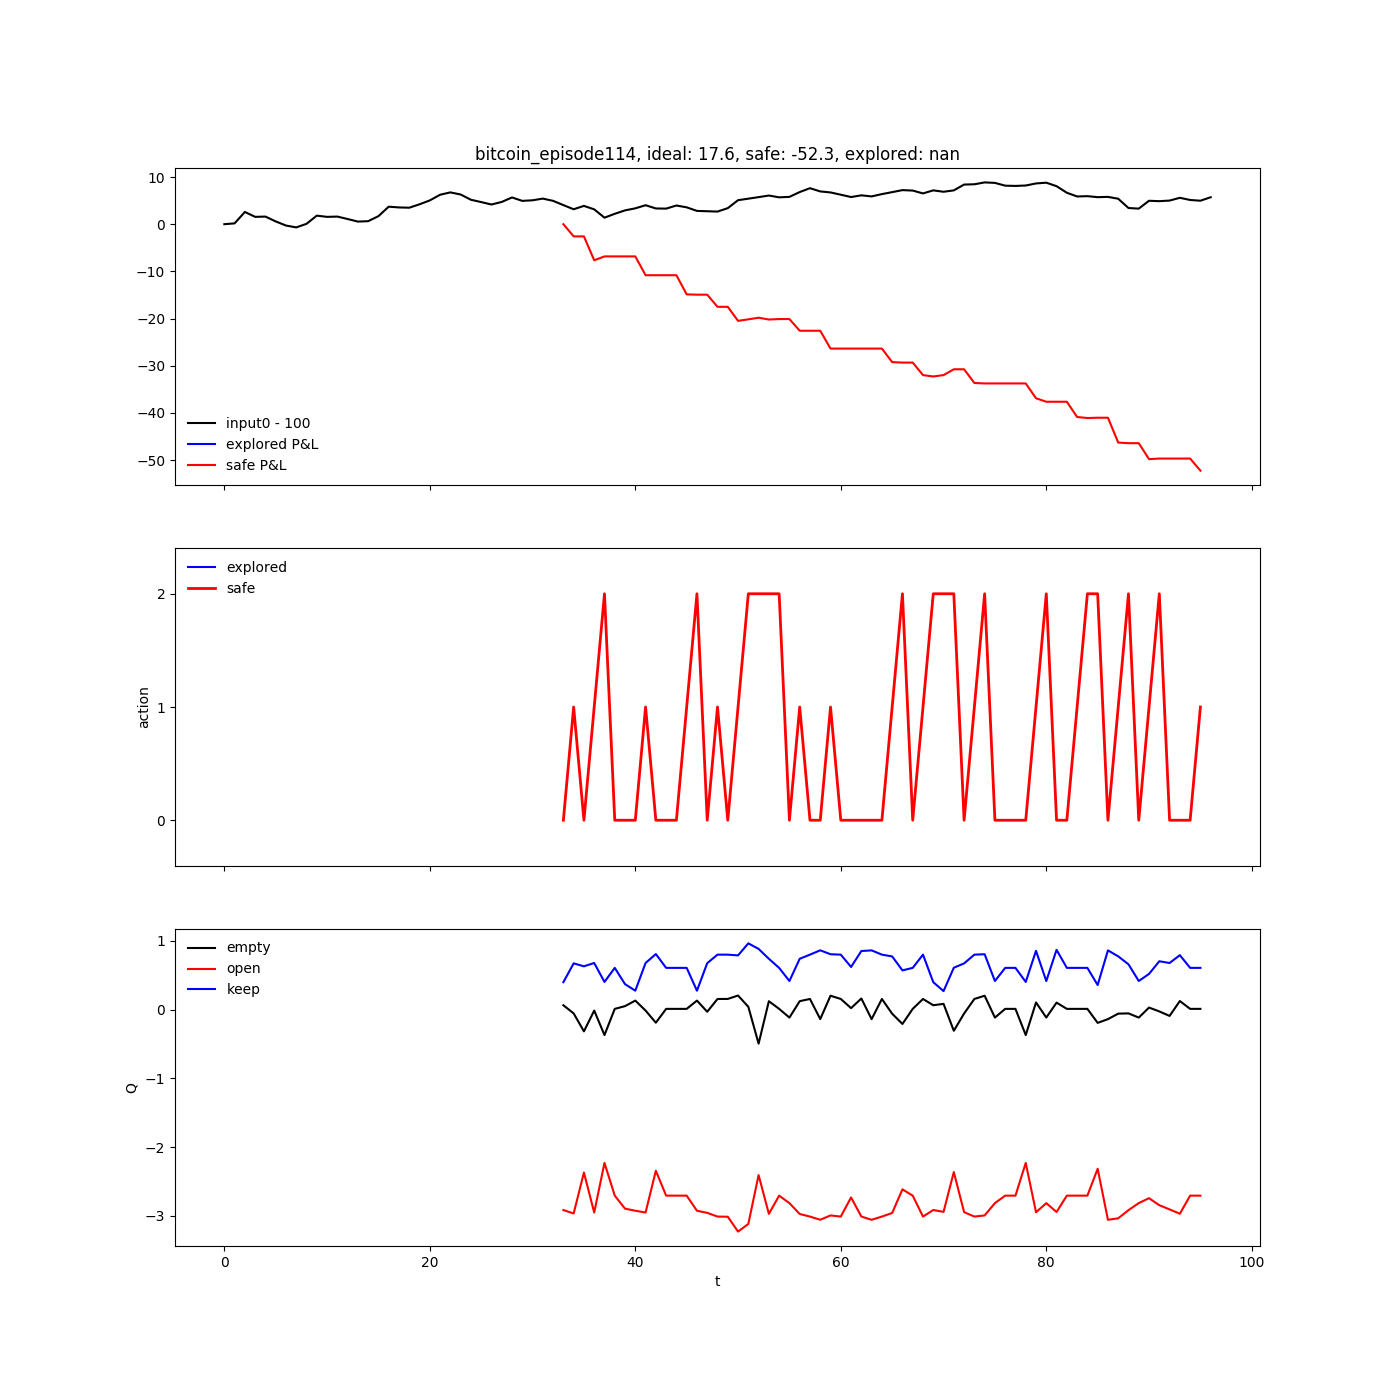 bitcoin_episode114, ideal: 17.6, safe: -52.3, explored: nan
10
0
−10
−20
−30
−40
−50
input0 - 100
explored P&L
safe P&L
explored
safe
2
1
0
action
empty
open
keep
1
0
−1
−2
−3
Q
0 20 40 60 80 100
t